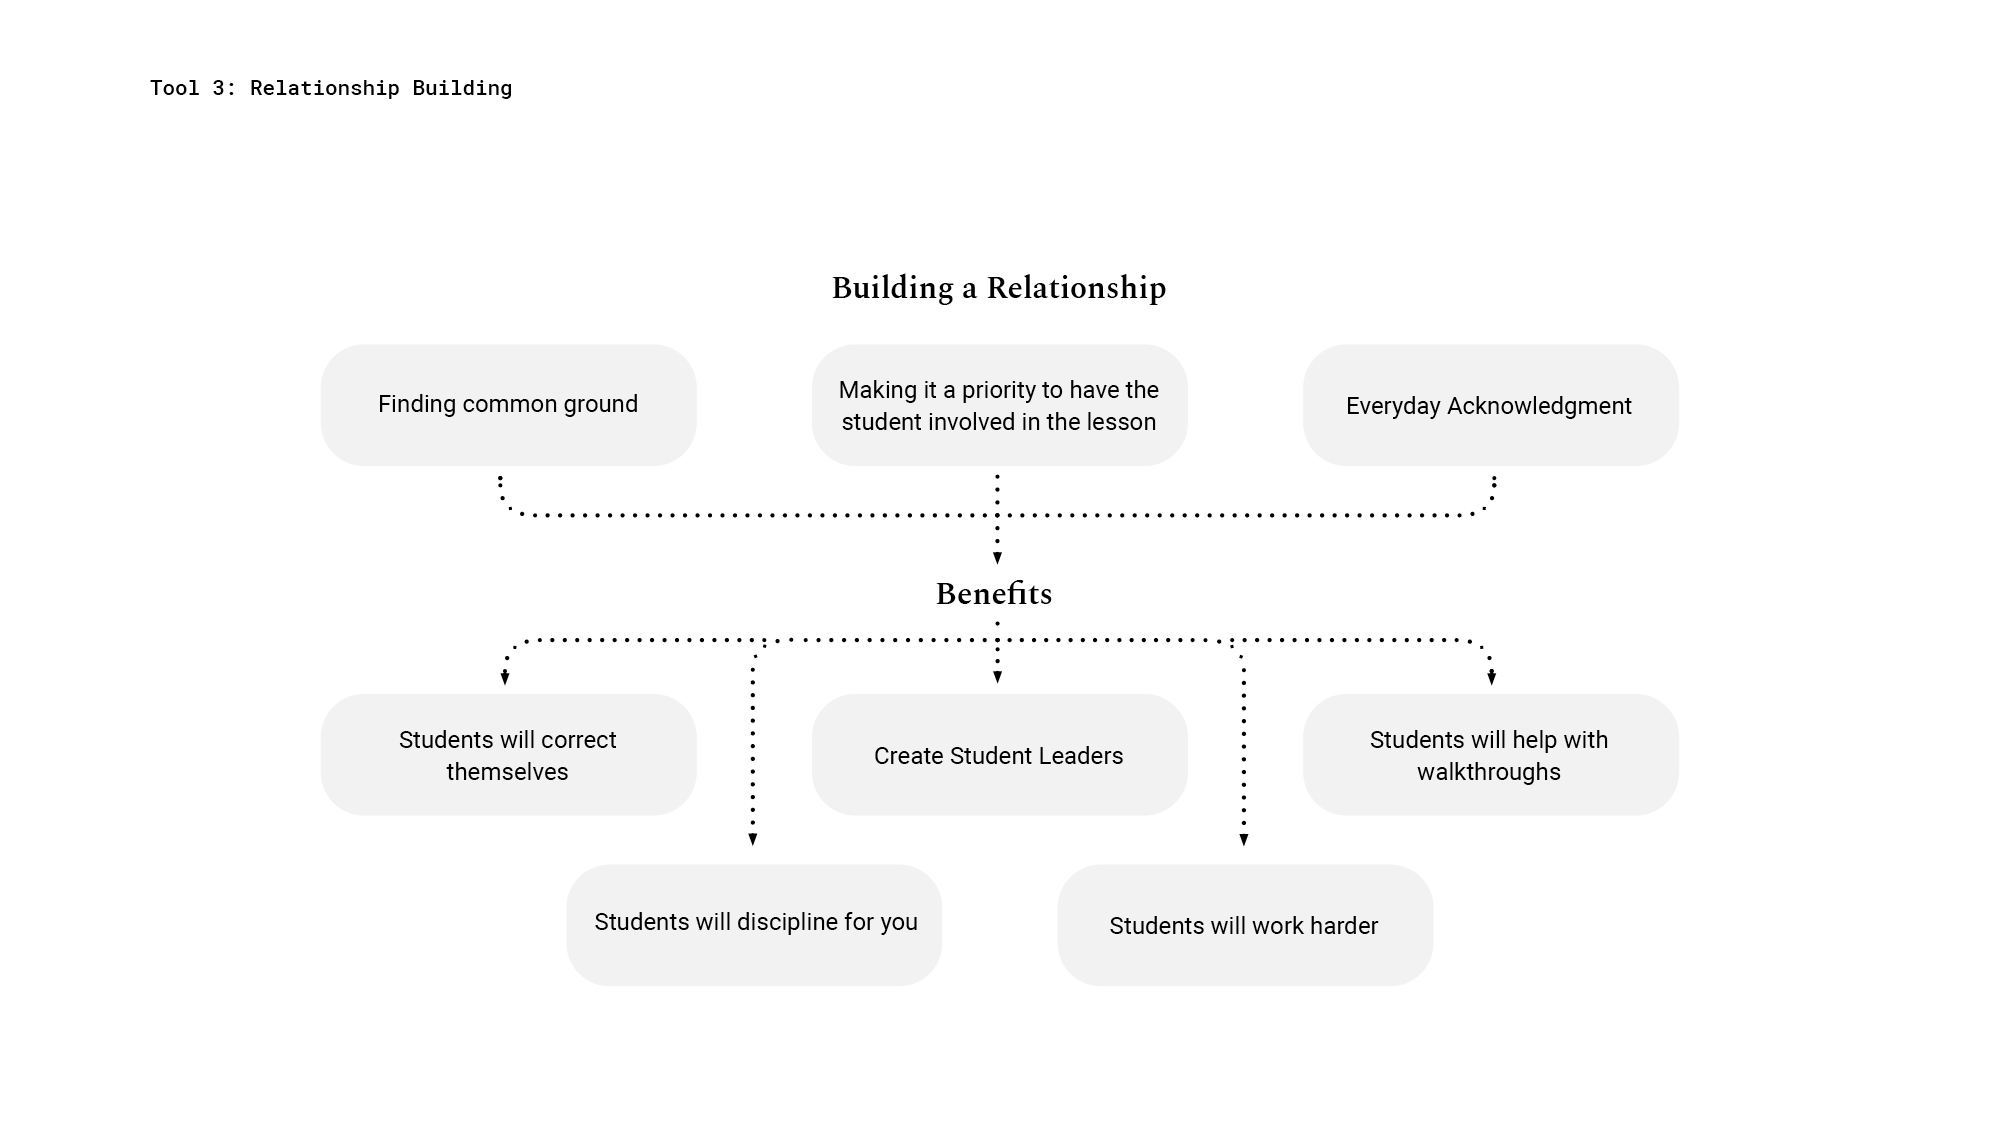 Tool 3: Relationship Building
Building a Relationship
Finding common ground
Making it a priority to have the
student involved in the lesson
Everyday Acknowledgment
Benefits
Students will correct
themselves
Create Student Leaders
Students will help with
walkthroughs
Students will discipline for you
Students will work harder